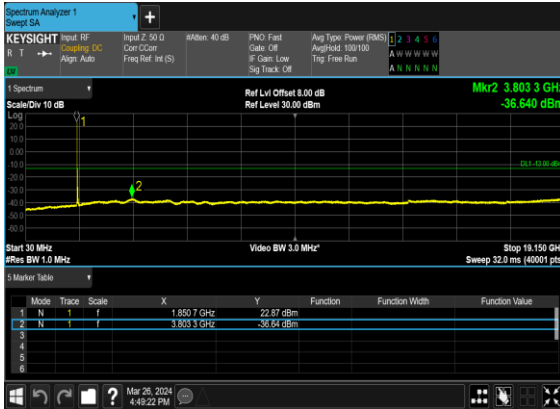 Spectrum Analyzer 1
Swept SA
+
KEYSIGHT Input: RF Input Z: 50 Ω #Atten: 40 dB PNO: Fast Avg Type: Power (RMS) 1 2 3 4 5 6
R T Coupling: DC Corr CCorr Gate: Off Avg|Hold: 100/100 A W W W W W
Align: Auto Freq Ref: Int (S) IF Gain: Low Trig: Free Run
Sig Track: Off A N N N N N
1 Spectrum Ref Lvl Offset 8.00 dB Mkr2 3.803 3 GHz
Scale/Div 10 dB Ref Level 30.00 dBm -36.640 dBm
Log
20.0
10.0
0.00
-10.0
-20.0
-30.0
-40.0
-50.0
-60.0
1
2
DL1 -13.00 dBm
Start 30 MHz Video BW 3.0 MHz* Stop 19.150 GHz
#Res BW 1.0 MHz Sweep 32.0 ms (40001 pts)
5 Marker Table
Mode Trace Scale X Y Function Function Width Function Value
1 N 1 f 1.850 7 GHz 22.87 dBm
2 N 1 f 3.803 3 GHz -36.64 dBm
3
4
5
6
? Mar 26, 2024
4:49:22 PM